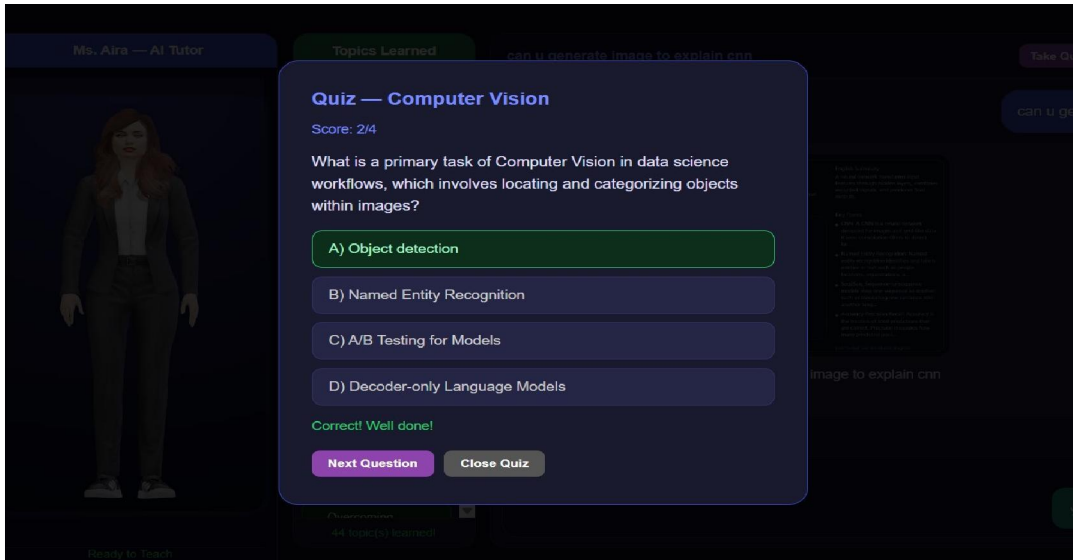 Ms. Aira — AI Tutor
Topics Learned
can u generate image to explain cnn
Take Qu
can u ge
Quiz — Computer Vision
Score: 2/4
What is a primary task of Computer Vision in data science
workflows, which involves locating and categorizing objects
within images?
A) Object detection
B) Named Entity Recognition
C) A/B Testing for Models
D) Decoder-only Language Models
Correct! Well done!
Next Question
Close Quiz
image to explain cnn
44 topic(s) learned!
Ready to Teach